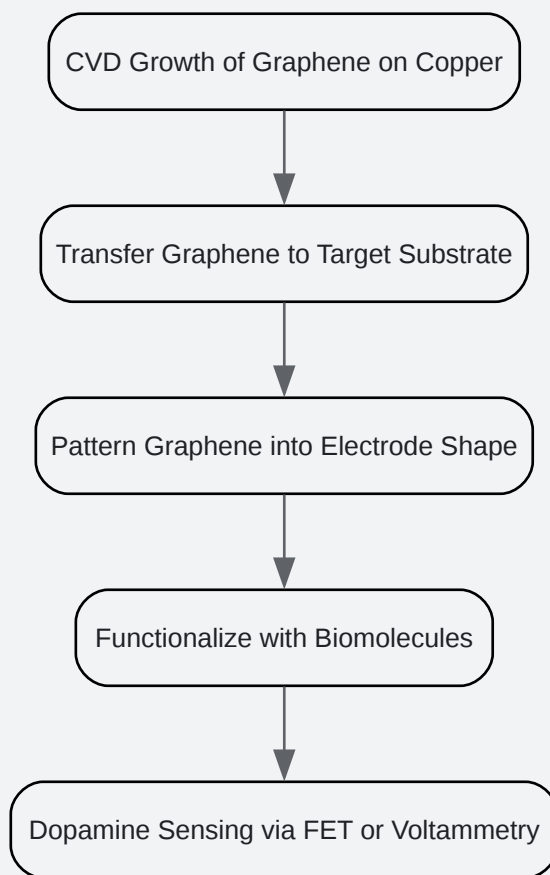 CVD Growth of Graphene on Copper
Transfer Graphene to Target Substrate
Pattern Graphene into Electrode Shape
Functionalize with Biomolecules
Dopamine Sensing via FET or Voltammetry